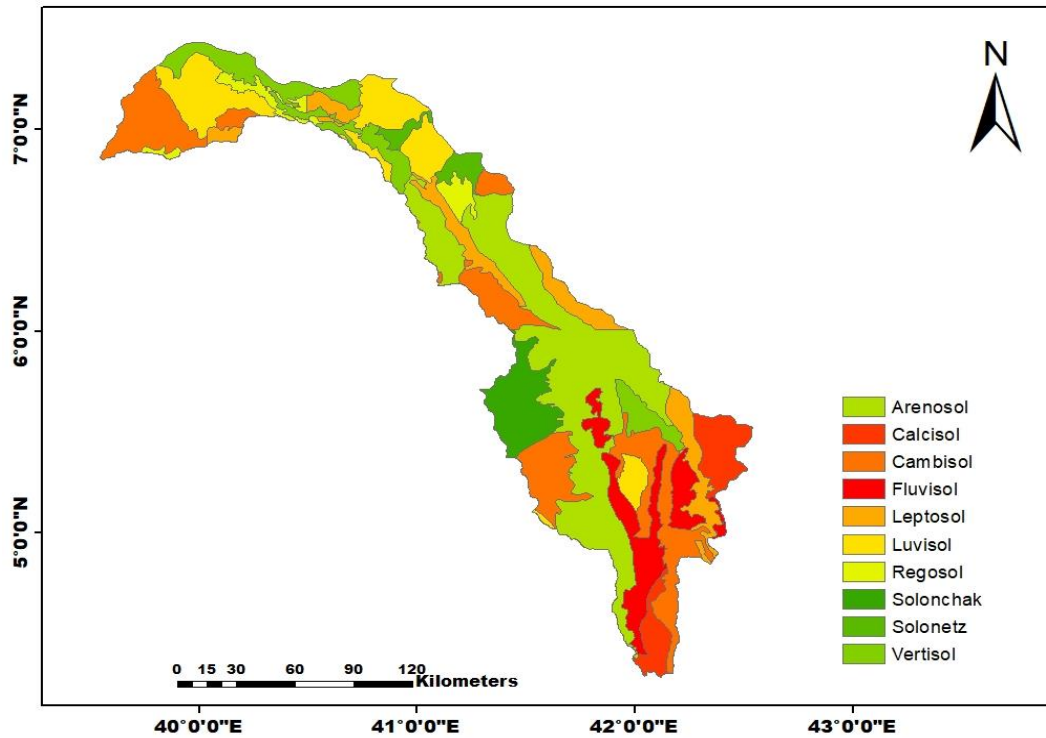 N
7°0'0"N
6°0'0"N
5°0'0"N
Arenosol
Calcisol
Cambisol
Fluvisol
Leptosol
Luvisol
Regosol
Solonchak
Solonetz
Vertisol
0 15 30 60 90 120
Kilometers
40°0'0"E 41°0'0"E 42°0'0"E 43°0'0"E